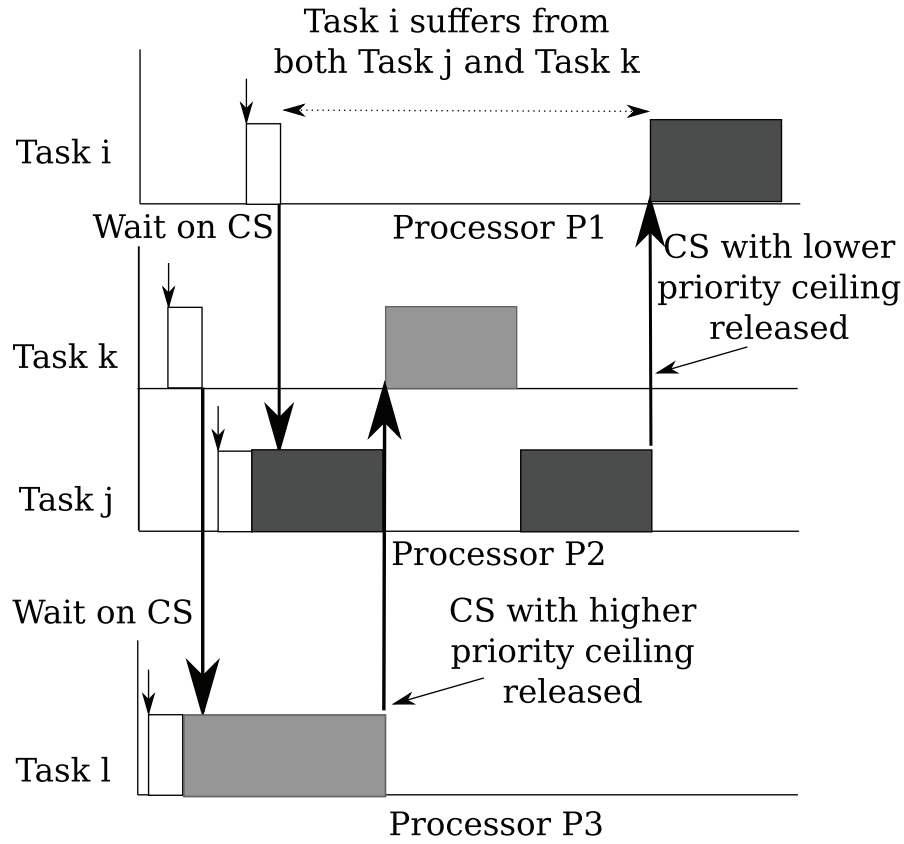 Task i suffers from
both Task j and Task k
Task i
Wait on CS
Processor P1
CS with lower
priority ceiling
released
Task k
Task j
Processor P2
Wait on CS
CS with higher
priority ceiling
released
Task l
Processor P3